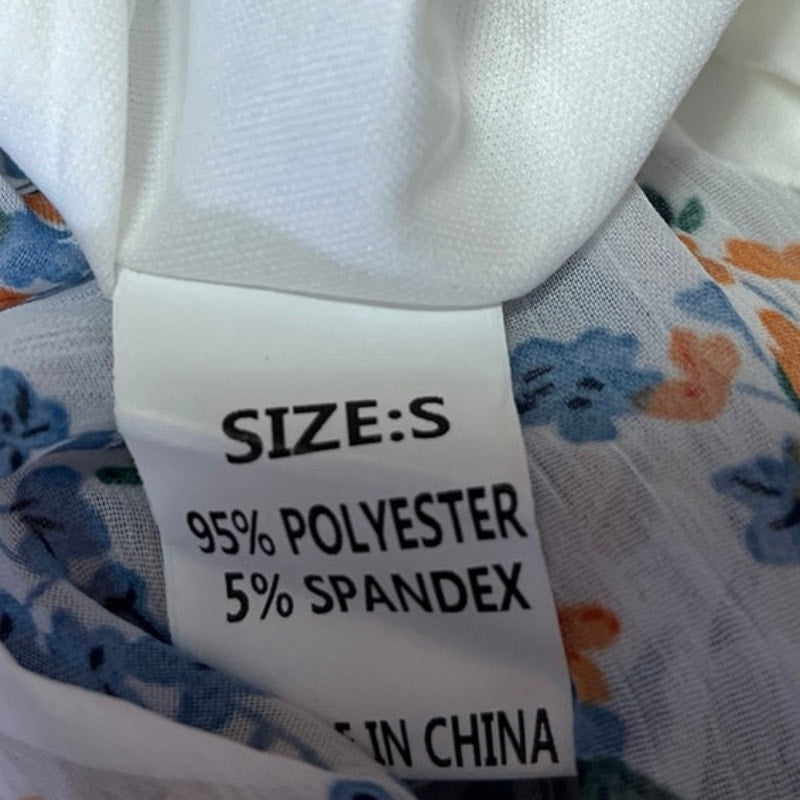 SIZE:S
95% POLYESTER
5% SPANDEX
E IN CHINA